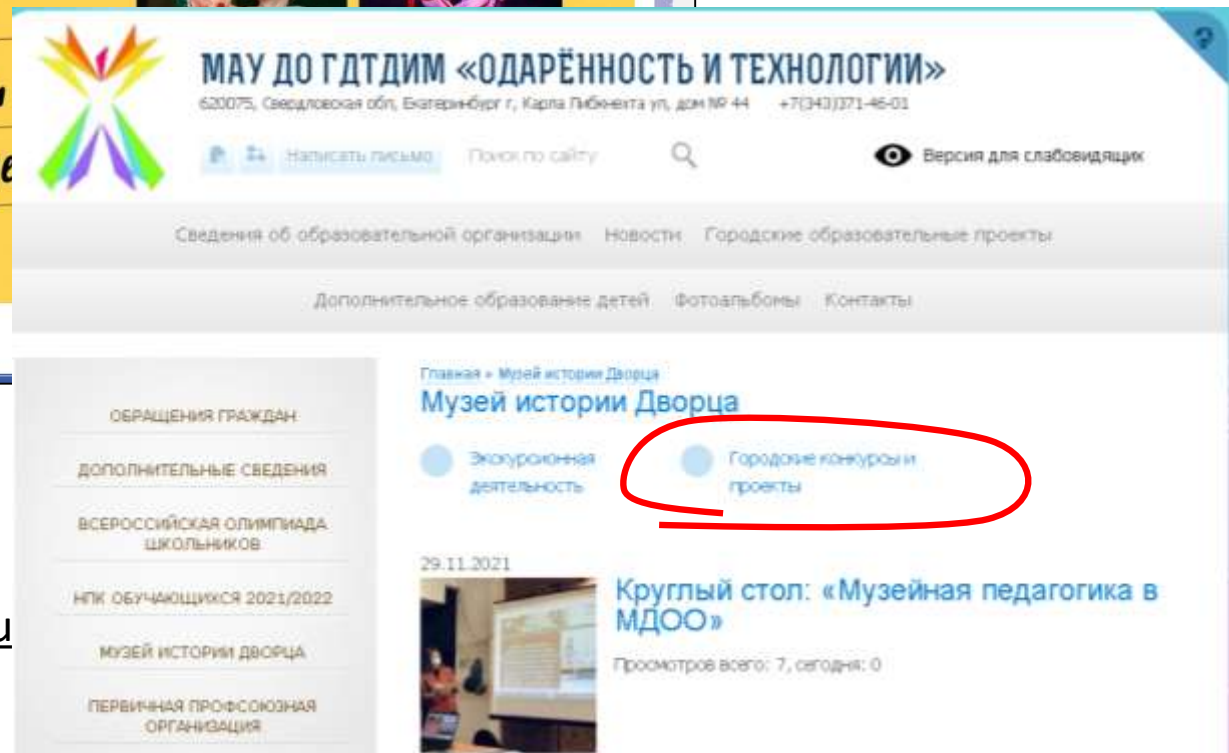 МАУ ДО ГДТДИМ «ОДАРЁННОСТЬ И ТЕХНОЛОГИИ»
620075, Свердловская обл, Екатеринбург г, Карла Либкнехта ул, дом № 44 +7(343)371-46-01
Написать письмо Поиск по сайту Версия для слабовидящих
Сведения об образовательной организации Новости Городские образовательные проекты
Дополнительное образование детей Фотоальбомы Контакты
ОБРАЩЕНИЯ ГРАЖДАН
ДОПОЛНИТЕЛЬНЫЕ СВЕДЕНИЯ
ВСЕРОССИЙСКАЯ ОЛИМПИАДА
ШКОЛЬНИКОВ
НПК ОБУЧАЮЩИХСЯ 2021/2022
МУЗЕЙ ИСТОРИИ ДВОРЦА
ПЕРВИЧНАЯ ПРОФСОЮЗНАЯ
ОРГАНИЗАЦИЯ
Главная » Музей истории Дворца
Музей истории Дворца
Экскурсионная
деятельность
Городские конкурсы и
проекты
29.11.2021
Круглый стол: «Музейная педагогика в
МДОО»
Просмотров всего: 7, сегодня: 0